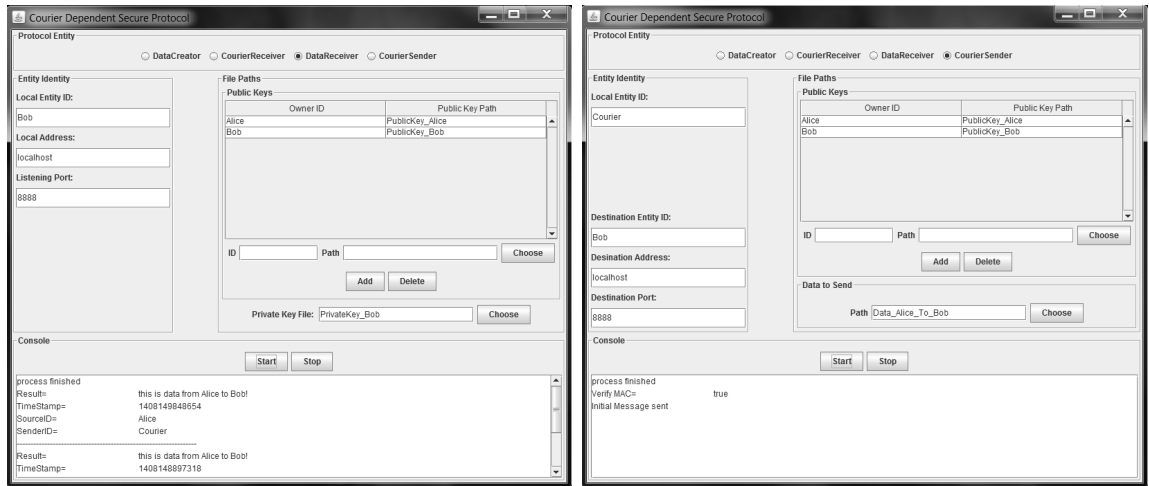 Courier Dependent Secure Protocol
Protocol Entity
DataCreator CourierReceiver DataReceiver CourierSender
Entity Identity
Local Entity ID:
Bob
Local Address:
localhost
Listening Port:
8888
File Paths
Public Keys
Owner ID Public Key Path
Alice PublicKey_Alice
Bob PublicKey_Bob
ID Path Choose
Add Delete
Private Key File: PrivateKey_Bob Choose
Console
Start Stop
process finished
Result= this is data from Alice to Bob!
TimeStamp= 1408149848654
SourceID= Alice
SenderID= Courier
--------------------------------------------------------------------
Result= this is data from Alice to Bob!
TimeStamp= 1408148897318
Courier Dependent Secure Protocol
Protocol Entity
DataCreator CourierReceiver DataReceiver CourierSender
Entity Identity
Local Entity ID:
Courier
Destination Entity ID:
Bob
Desination Address:
localhost
Destination Port:
8888
File Paths
Public Keys
Owner ID Public Key Path
Alice PublicKey_Alice
Bob PublicKey_Bob
ID Path Choose
Add Delete
Data to Send
Path Data_Alice_To_Bob Choose
Console
Start Stop
process finished
Verify MAC= true
Initial Message sent